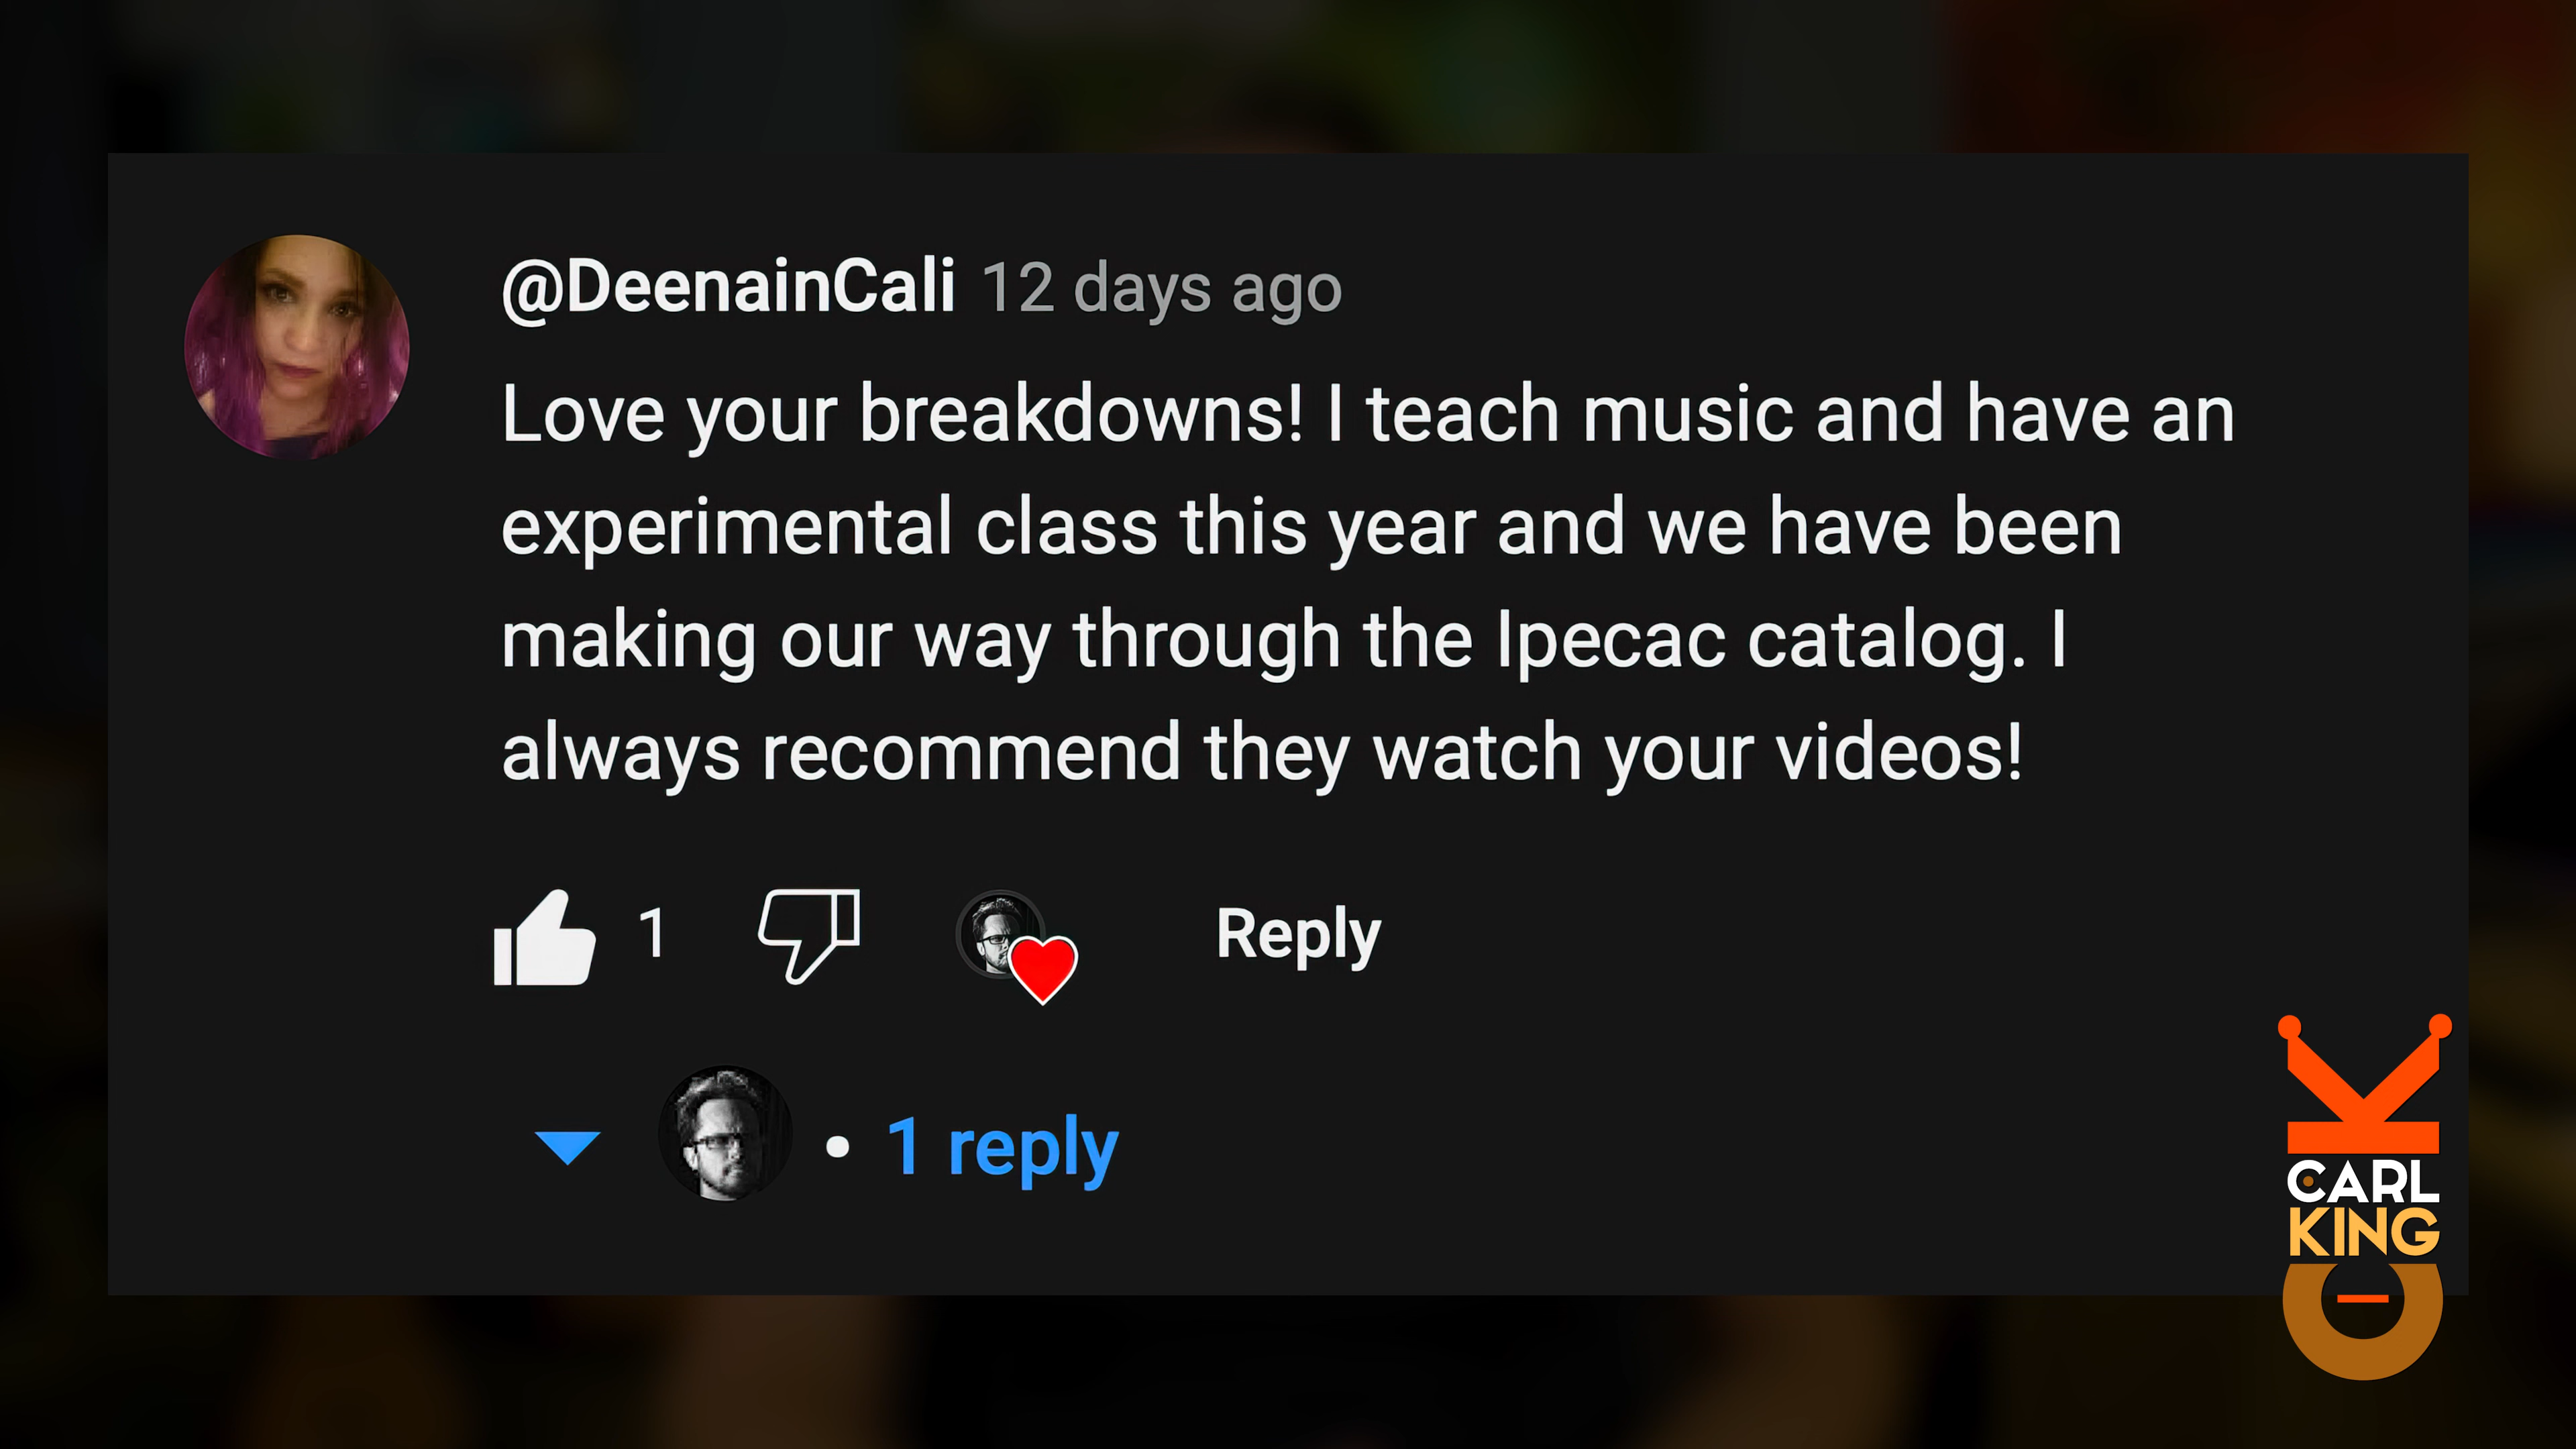 @DeenainCali 12 days ago
Love your breakdowns! I teach music and have an
experimental class this year and we have been
making our way through the Ipecac catalog. I
always recommend they watch your videos!
1
Reply
1 reply
CARL
KING